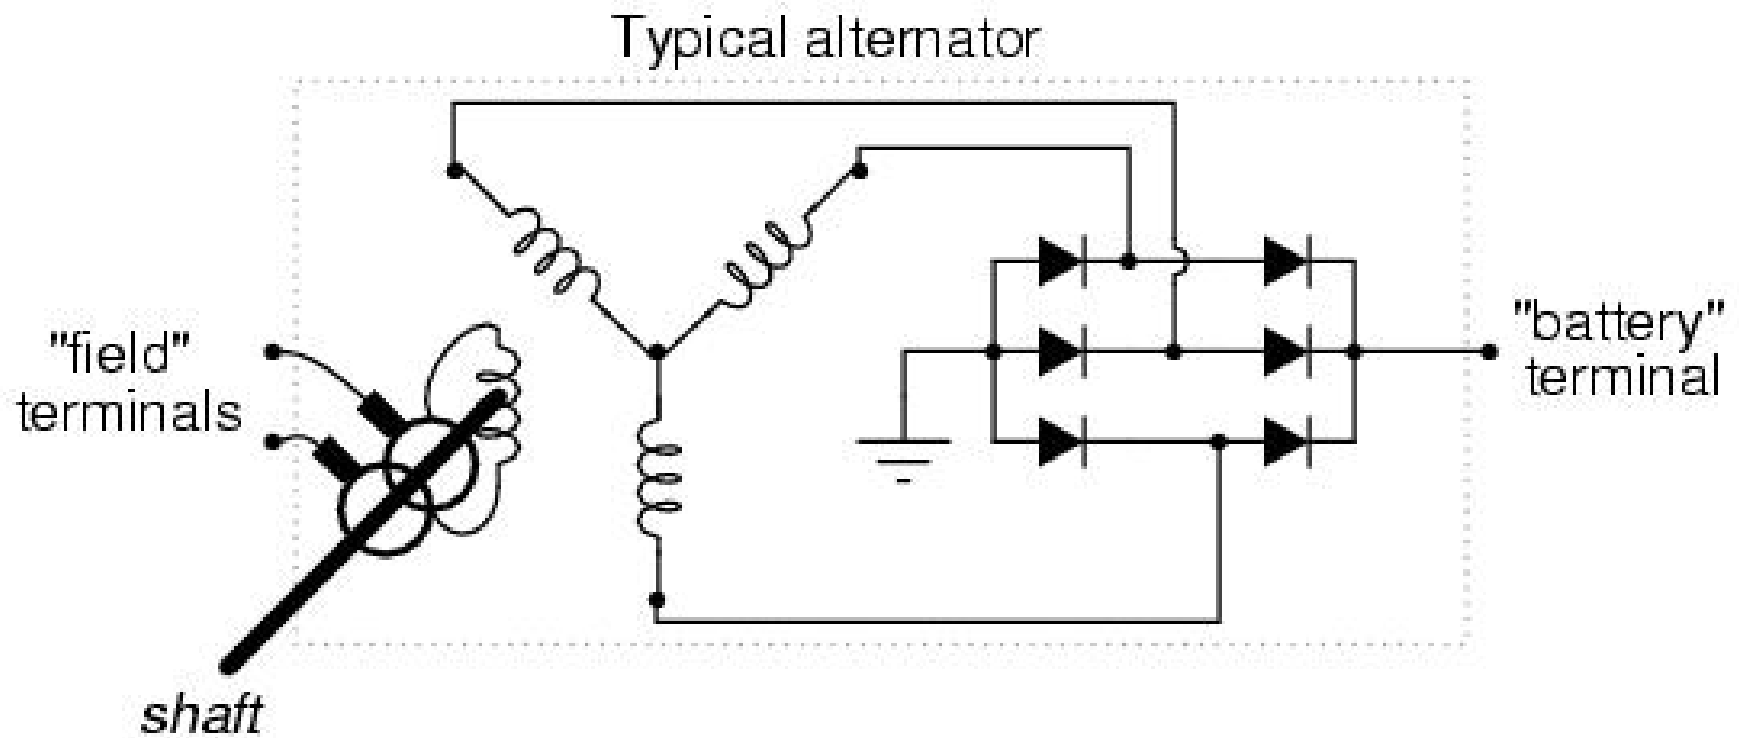 Typical alternator
"field"
terminals
"battery"
terminal
shaft